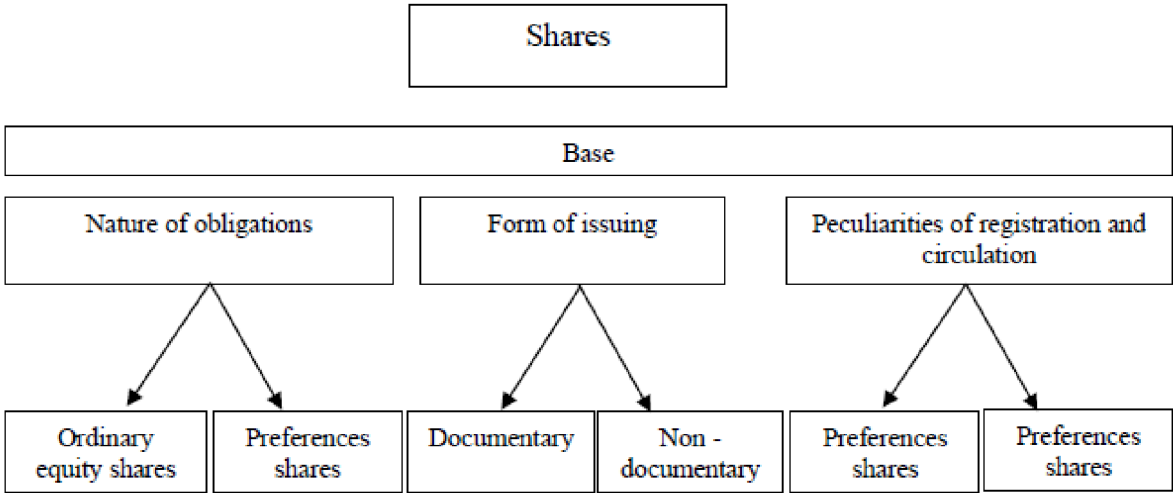 Shares
Base
Nature of obligations
Form of issuing
Peculiarities of registration and
circulation
Ordinary
equity shares
Preferences
shares
Documentary
Non -
documentary
Preferences
shares
Preferences
shares